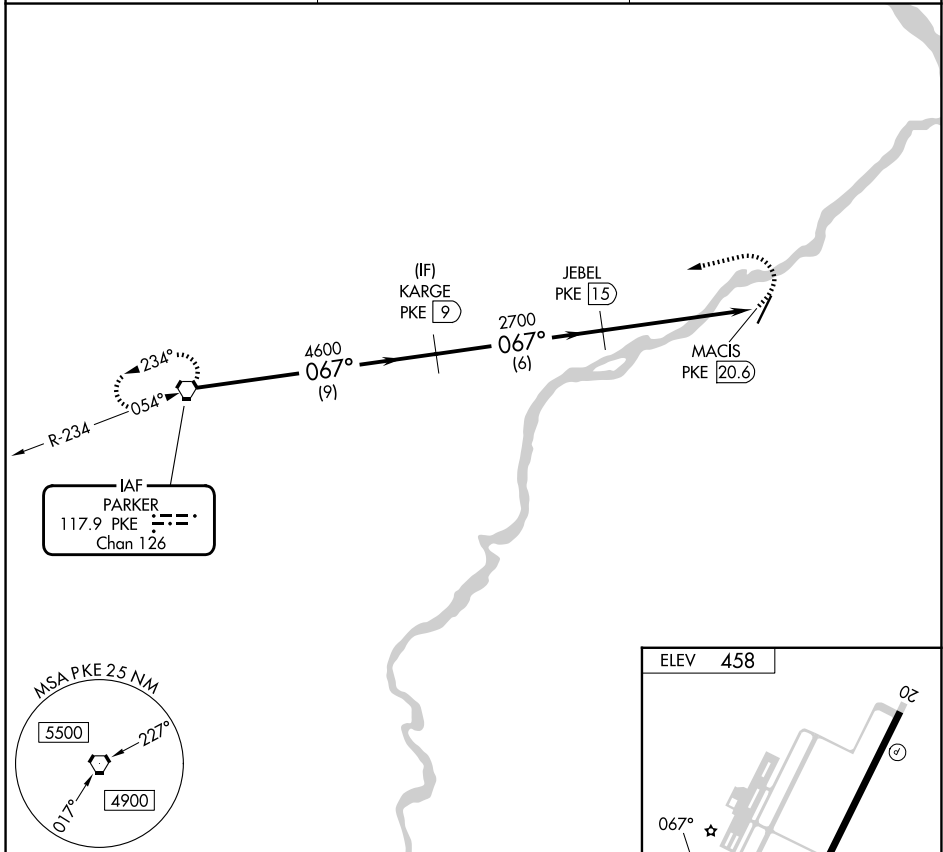 (IF)
KARGE
PKE 9
JEBEL
PKE 15
4600
067°
(9)
2700
067°
(6)
MACIS
PKE 20.6
234°
054°
R-234
IAF
PARKER
117.9 PKE
Chan 126
MSA PKE 25 NM
5500
227°
017°
4900
ELEV 458
20
P
067°